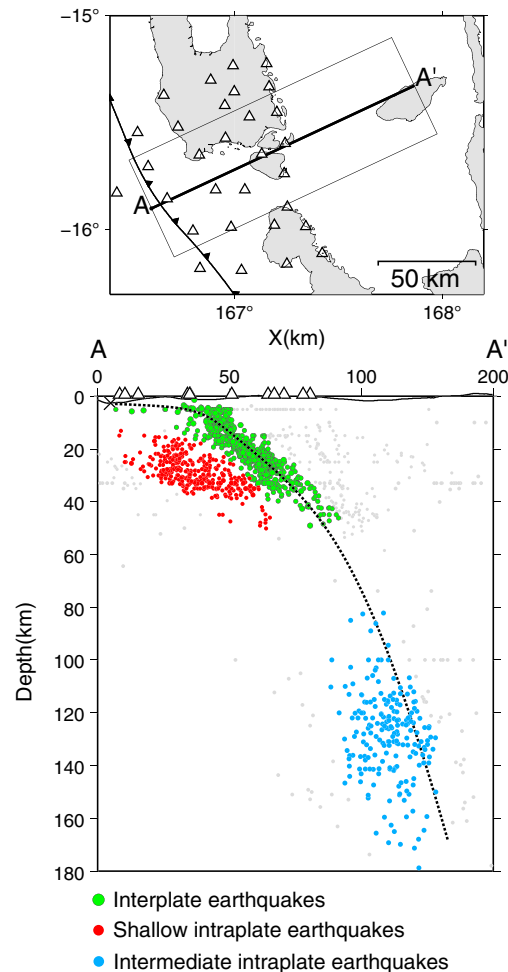 −15°
A'
A
−16°
50 km
167°
168°
X(km)
A
A'
0
50
100
200
0
20
40
60
80
100
120
140
160
180
Depth(km)
Interplate earthquakes
Shallow intraplate earthquakes
Intermediate intraplate earthquakes